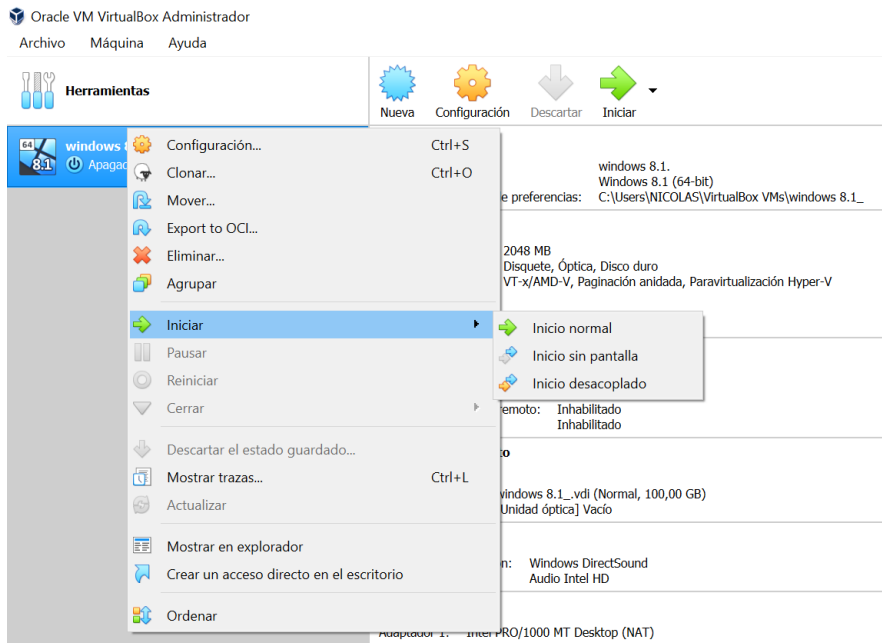 Oracle VM VirtualBox Administrador
Archivo Máquina Ayuda
Herramientas
Nueva Configuración Descartar Iniciar
64
8.1
windows
Configuración... Ctrl+S
Clonar... Ctrl+O
Mover...
Export to OCI...
Eliminar...
Agrupar
Iniciar
Pausar
Reiniciar
Cerrar
Descartar el estado guardado...
Mostrar trazas... Ctrl+L
Actualizar
Mostrar en explorador
Crear un acceso directo en el escritorio
Ordenar
Inicio normal
Inicio sin pantalla
Inicio desacoplado
windows 8.1.
Windows 8.1 (64-bit)
e preferencias: C:\Users\NICOLAS\VirtualBox VMs\windows 8.1_
2048 MB
Disquete, Óptica, Disco duro
VT-x/AMD-V, Paginación anidada, Paravirtualización Hyper-V
emoto: Inhabilitado
Inhabilitado
windows 8.1_.vdi (Normal, 100,00 GB)
Unidad óptica] Vacío
Windows DirectSound
Audio Intel HD
Adaptador 1: Intel PRO/1000 MT Desktop (NAT)